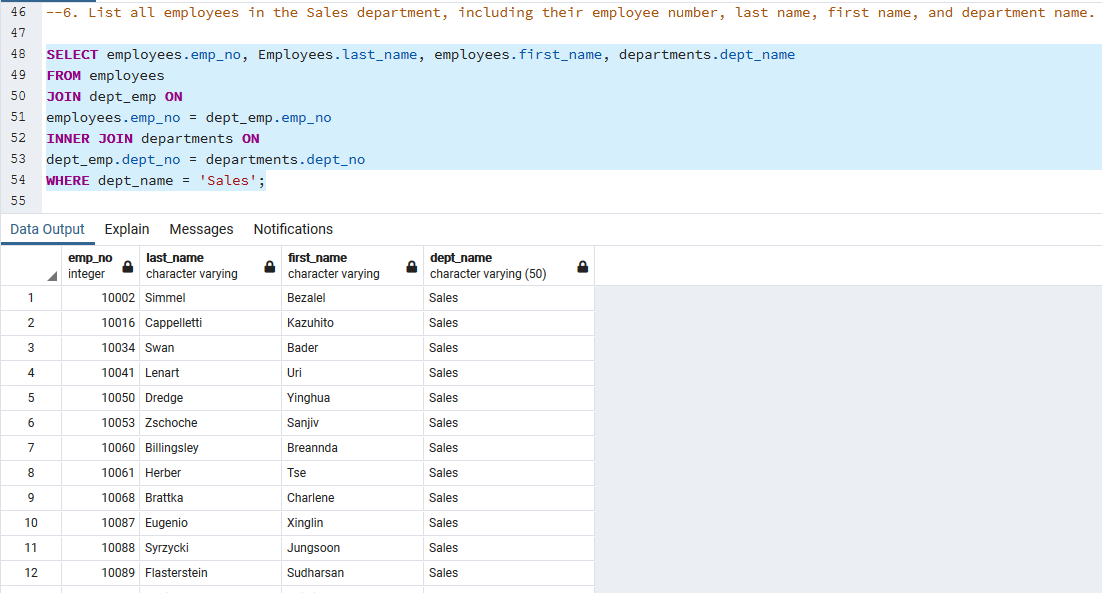 46 --6. List all employees in the Sales department, including their employee number, last name, first name, and department name.
47
48 SELECT employees.emp_no, Employees.last_name, employees.first_name, departments.dept_name
49 FROM employees
50 JOIN dept_emp ON
51 employees.emp_no = dept_emp.emp_no
52 INNER JOIN departments ON
53 dept_emp.dept_no = departments.dept_no
54 WHERE dept_name = 'Sales';
55
Data Output Explain Messages Notifications
emp_no last_name first_name dept_name
integer character varying character varying character varying (50)
1 10002 Simmel Bezalel Sales
2 10016 Cappelletti Kazuhito Sales
3 10034 Swan Bader Sales
4 10041 Lenart Uri Sales
5 10050 Dredge Yinghua Sales
6 10053 Zschoche Sanjiv Sales
7 10060 Billingsley Breannda Sales
8 10061 Herber Tse Sales
9 10068 Brattka Charlene Sales
10 10087 Eugenio Xinglin Sales
11 10088 Syrzycki Jungsoon Sales
12 10089 Flasterstein Sudharsan Sales